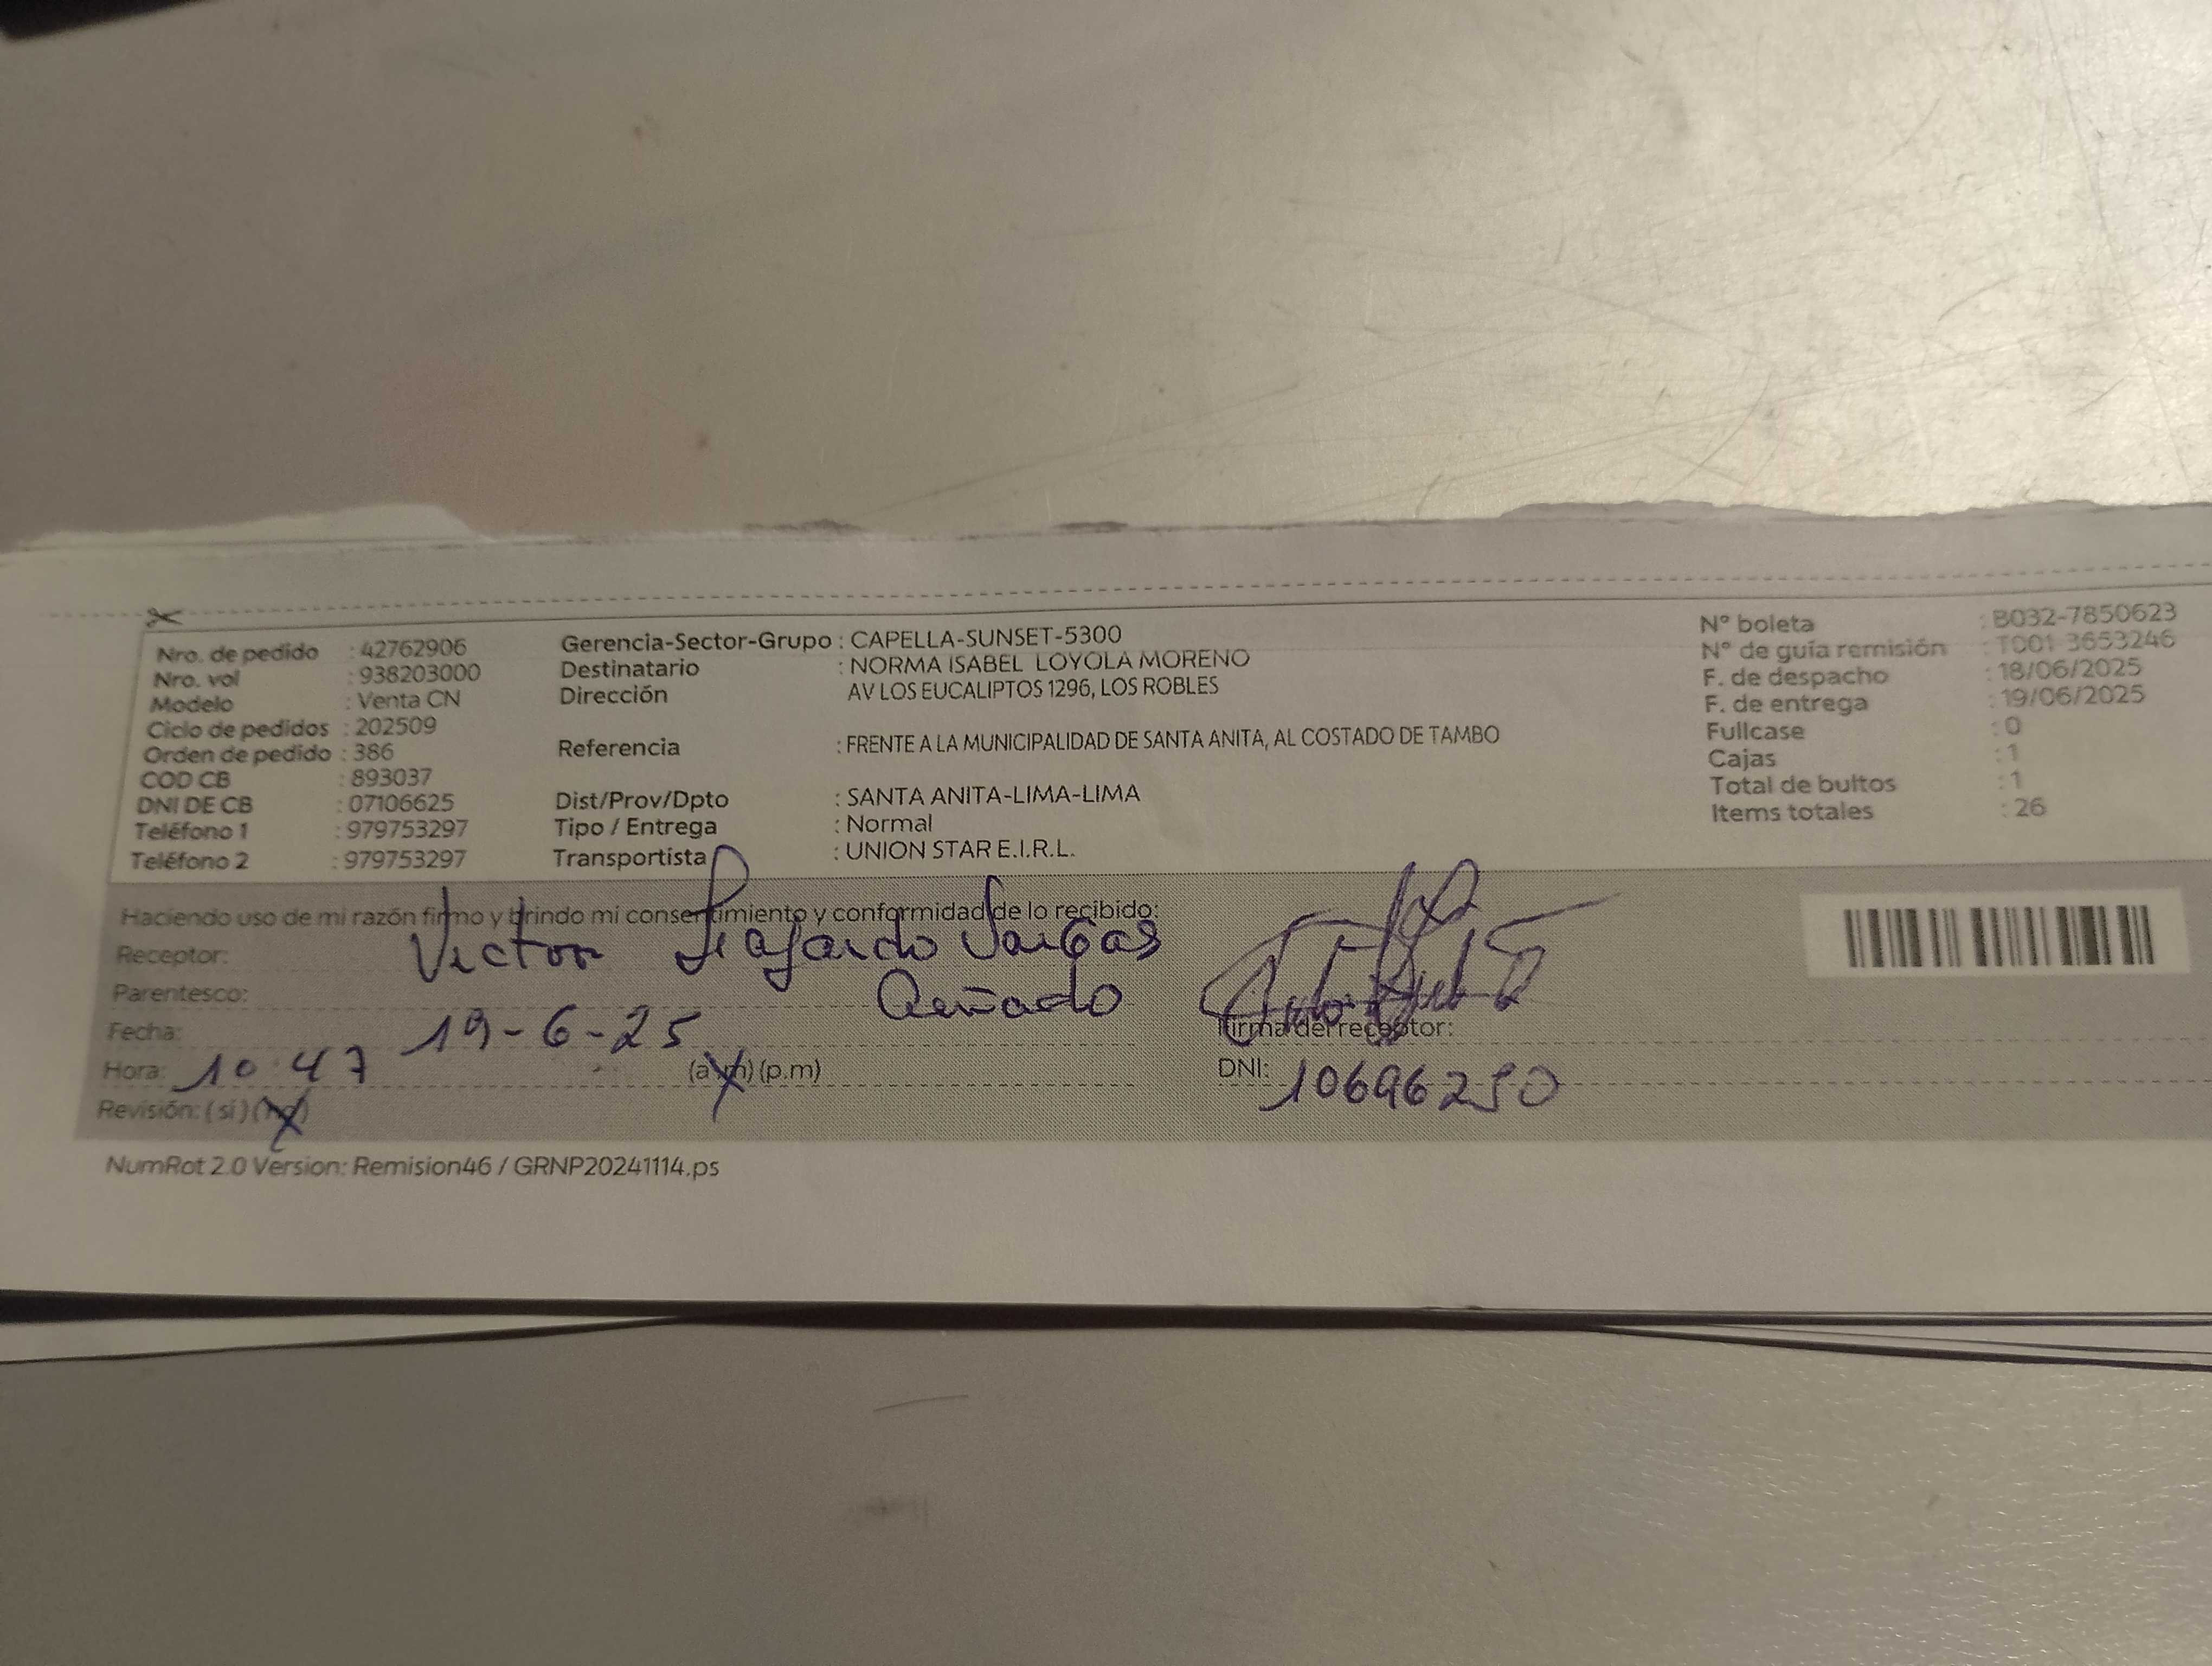 Nro. de pedido : 42762906
Nro. vol : 938203000
Modelo : Venta CN
Ciclo de pedidos : 202509
Orden de pedido : 386
COD CB : 893037
DNI DE CB : 07106625
Teléfono 1 : 979753297
Teléfono 2 : 979753297
Gerencia-Sector-Grupo : CAPELLA-SUNSET-5300
Destinatario : NORMA ISABEL LOYOLA MORENO
Dirección AV LOS EUCALIPTOS 1296, LOS ROBLES
Referencia : FRENTE A LA MUNICIPALIDAD DE SANTA ANITA, AL COSTADO DE TAMBO
Dist/Prov/Dpto : SANTA ANITA-LIMA-LIMA
Tipo / Entrega : Normal
Transportista : UNION STAR E.I.R.L.
N° boleta : B032-7850623
N° de guía remisión : T001-3653246
F. de despacho : 18/06/2025
F. de entrega : 19/06/2025
Fullcase : 0
Cajas : 1
Total de bultos : 1
Items totales : 26
Haciendo uso de mi razón firmo y brindo mi consentimiento y conformidad de lo recibido:
Receptor: Victor Fajardo Vargas
Parentesco:
Fecha: 19-6-25
Hora: 10:47 (a.m) (p.m)
Revisión: (si) (no)
Firma del receptor:
DNI: 10696250
NumRot 2.0 Version: Remision46 / GRNP20241114.ps